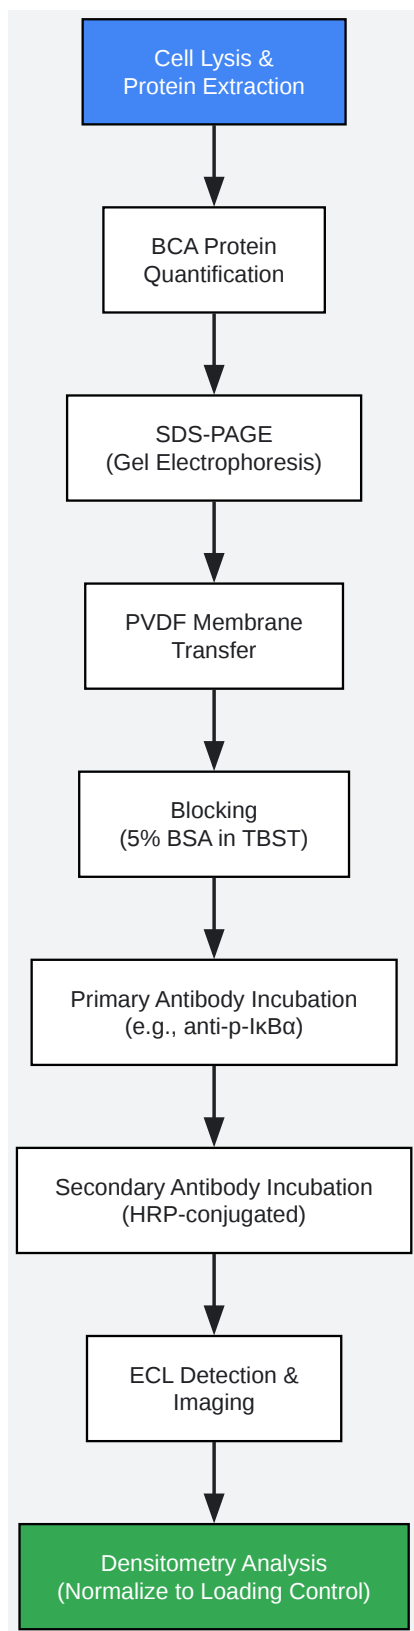 Cell Lysis &
Protein Extraction
BCA Protein
Quantification
SDS-PAGE
(Gel Electrophoresis)
PVDF Membrane
Transfer
Blocking
(5% BSA in TBST)
Primary Antibody Incubation
(e.g., anti-p-IκBα)
Secondary Antibody Incubation
(HRP-conjugated)
ECL Detection &
Imaging
Densitometry Analysis
(Normalize to Loading Control)